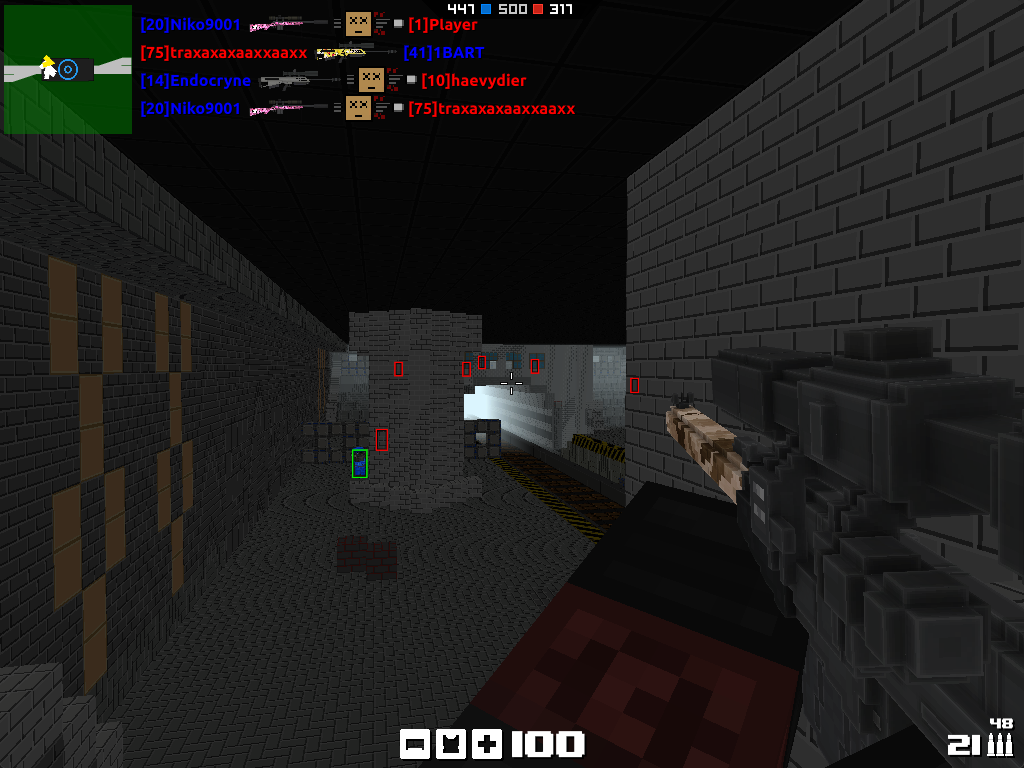 447 500 317
[20]Niko9001 [1]Player
[75]traxaxaxaaxxaaxx [41]1BART
[14]Endocryne [10]haevydier
[20]Niko9001 [75]traxaxaxaaxxaaxx
48
100 21